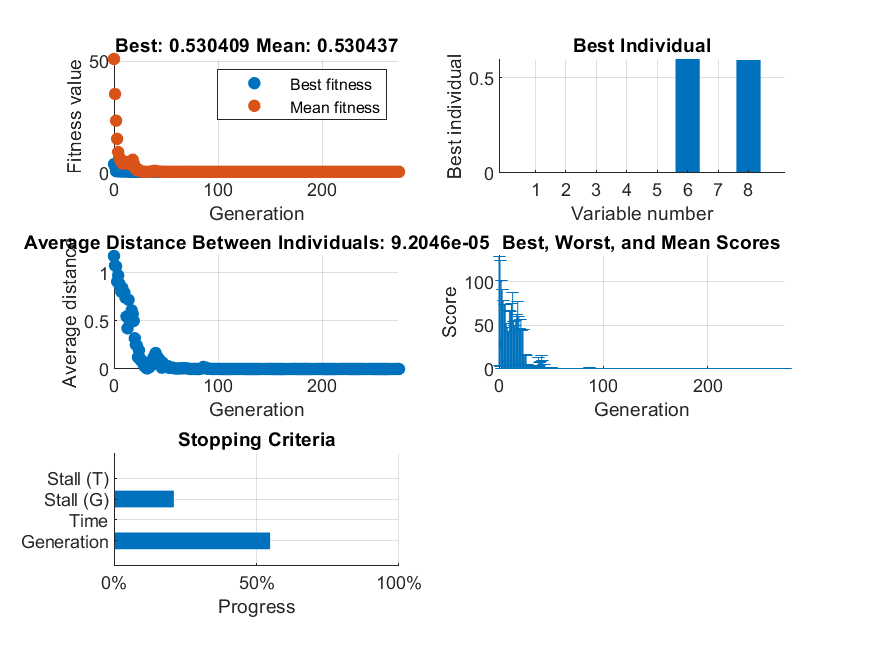 Best: 0.530409 Mean: 0.530437
Fitness value
50
0
Best fitness
Mean fitness
0 100 200
Generation
Best Individual
Best individual
0.5
0
1 2 3 4 5 6 7 8
Variable number
Average Distance Between Individuals: 9.2046e-05
Average distance
1
0.5
0
0 100 200
Generation
Best, Worst, and Mean Scores
Score
100
50
0
0 100 200
Generation
Stopping Criteria
Stall (T)
Stall (G)
Time
Generation
0% 50% 100%
Progress